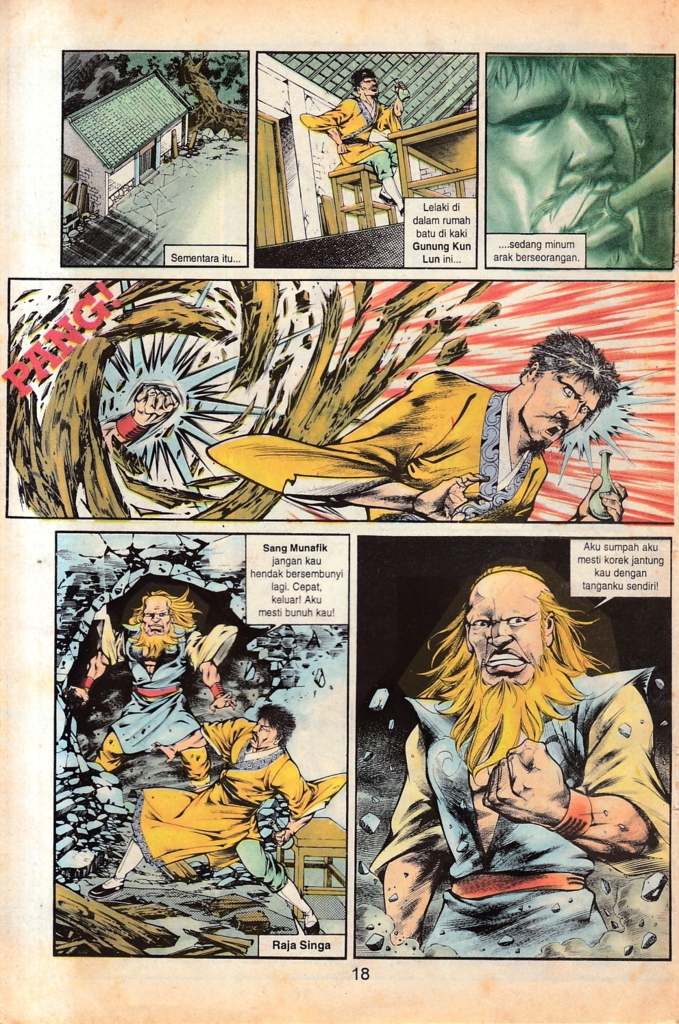 Sementara itu...
Lelaki di
dalam rumah
batu di kaki
Gunung Kun
Lun ini...
....sedang minum
arak berseorangan.
PANG!
Sang Munafik
jangan kau
hendak bersembunyi
lagi. Cepat,
keluar! Aku
mesti bunuh kau!
Raja Singa
Aku sumpah aku
mesti korek jantung
kau dengan
tanganku sendiri!
18